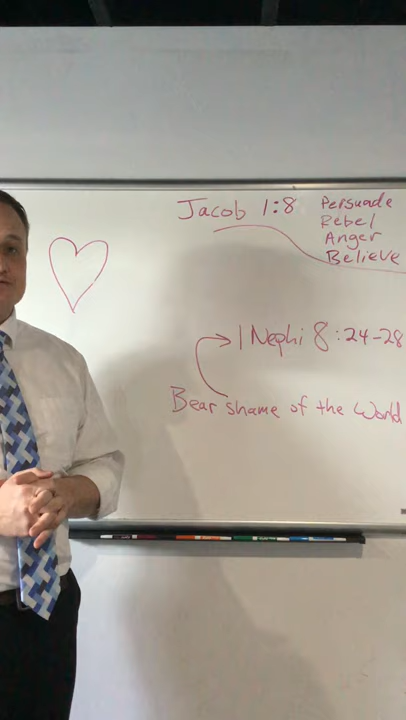 Jacob 1:8
Persuade
Rebel
Anger
Believe
1 Nephi 8:24-28
Bear shame of the World